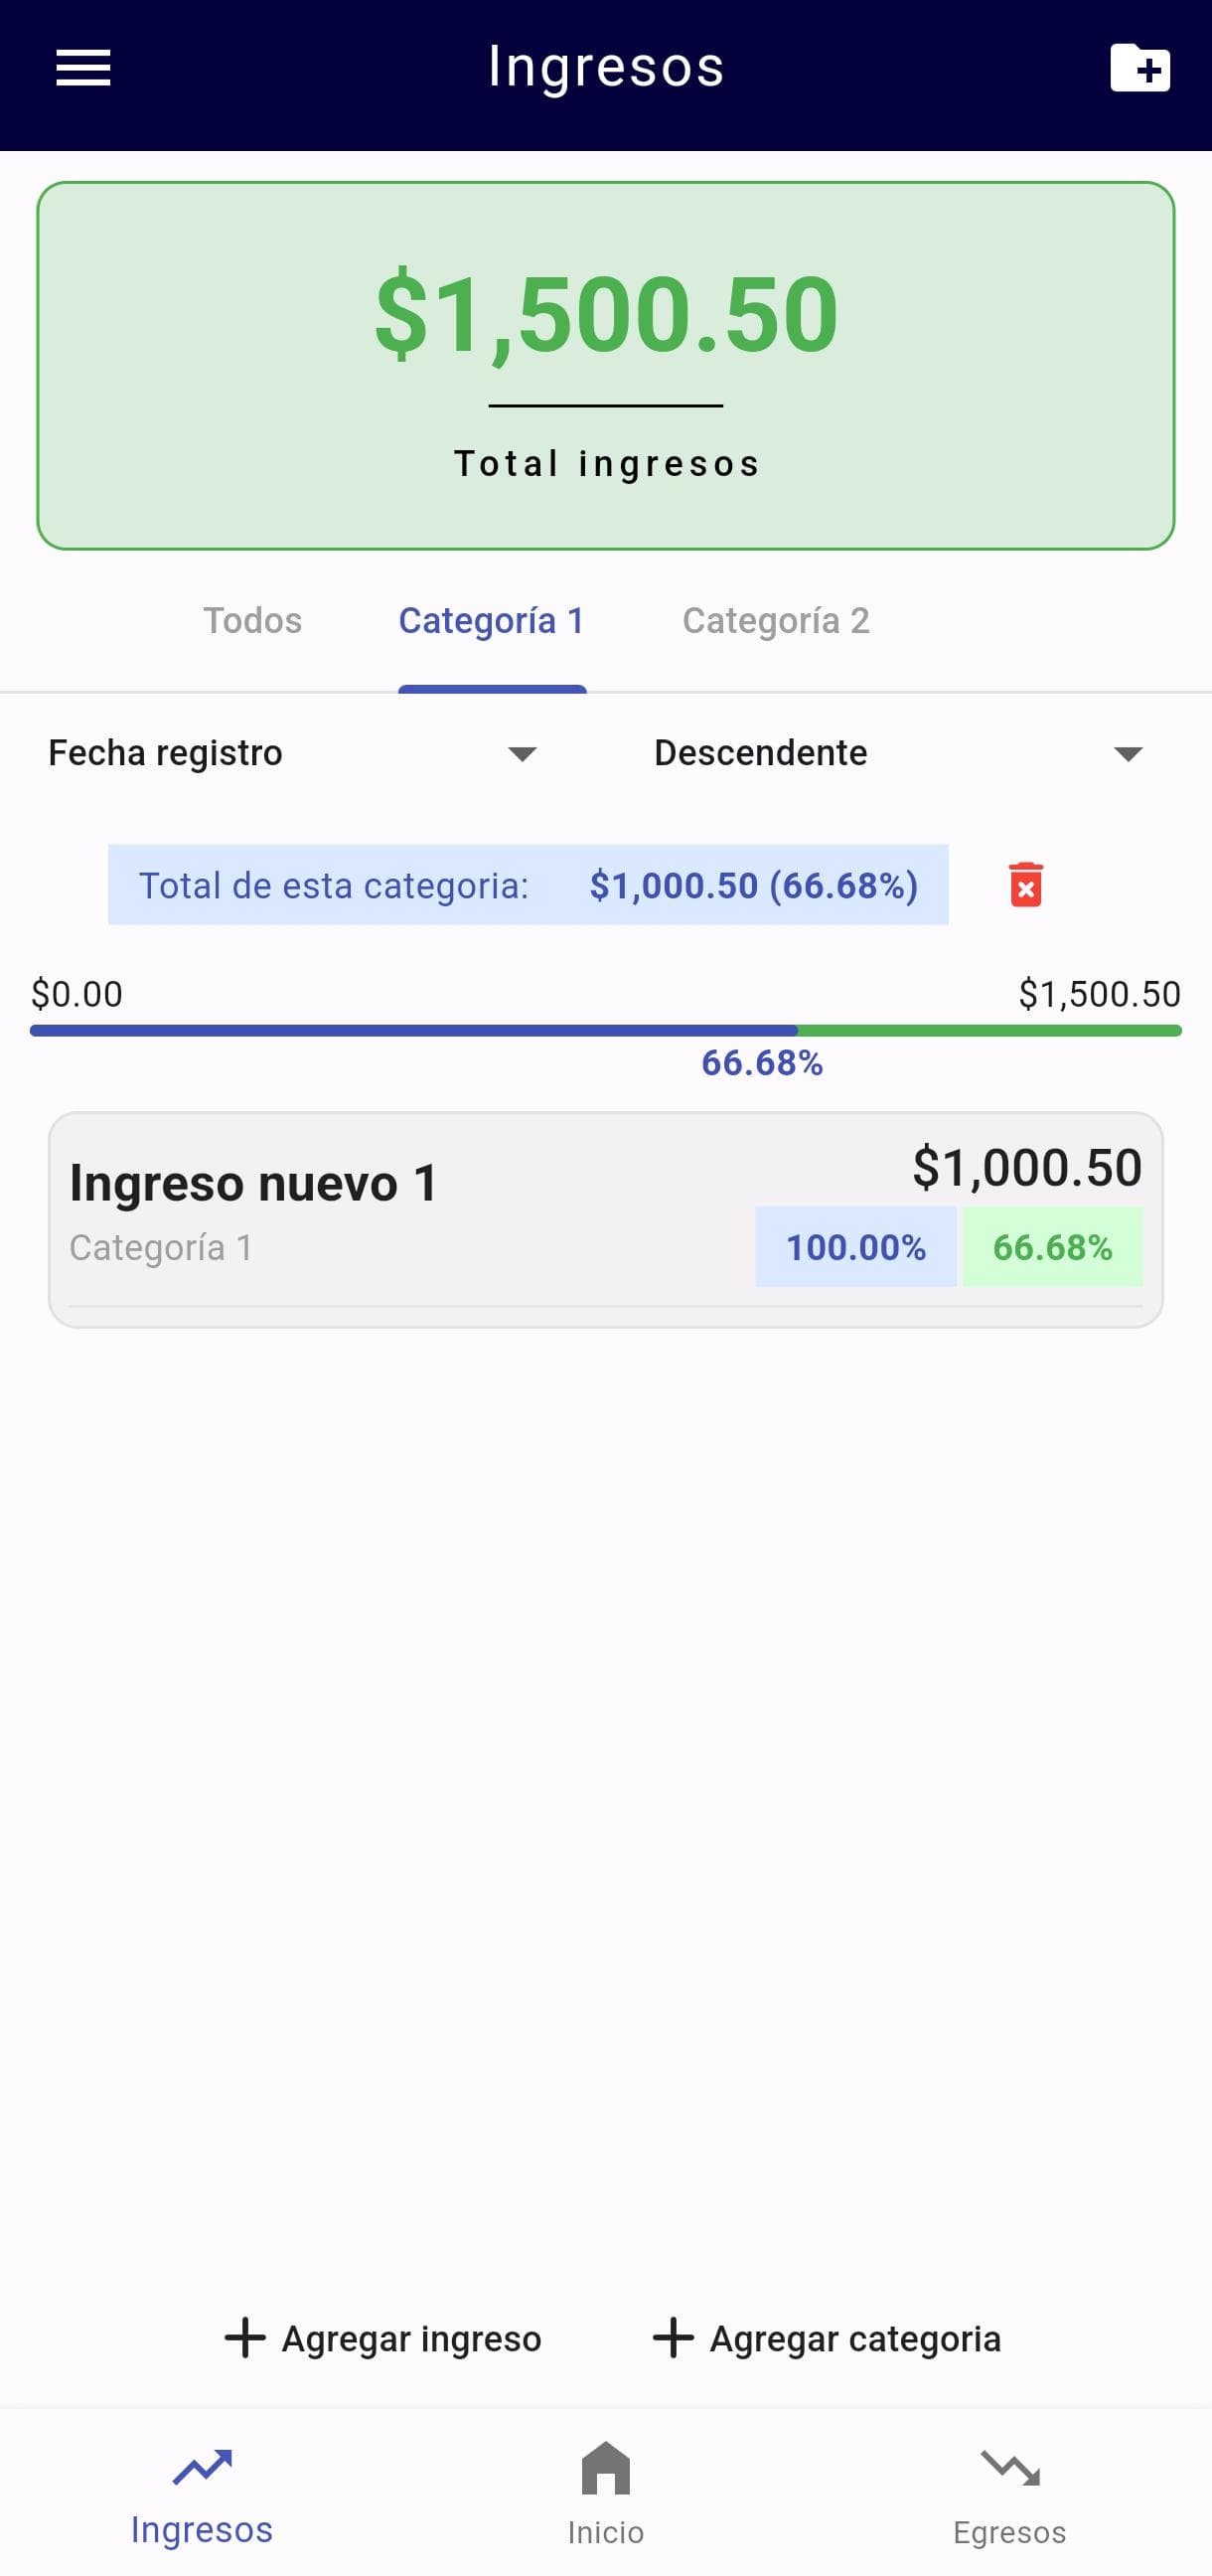 Ingresos
$1,500.50
Total ingresos
Todos Categoría 1 Categoría 2
Fecha registro Descendente
Total de esta categoria: $1,000.50 (66.68%)
$0.00 $1,500.50
66.68%
Ingreso nuevo 1 $1,000.50
Categoría 1 100.00% 66.68%
Agregar ingreso Agregar categoria
Ingresos Inicio Egresos